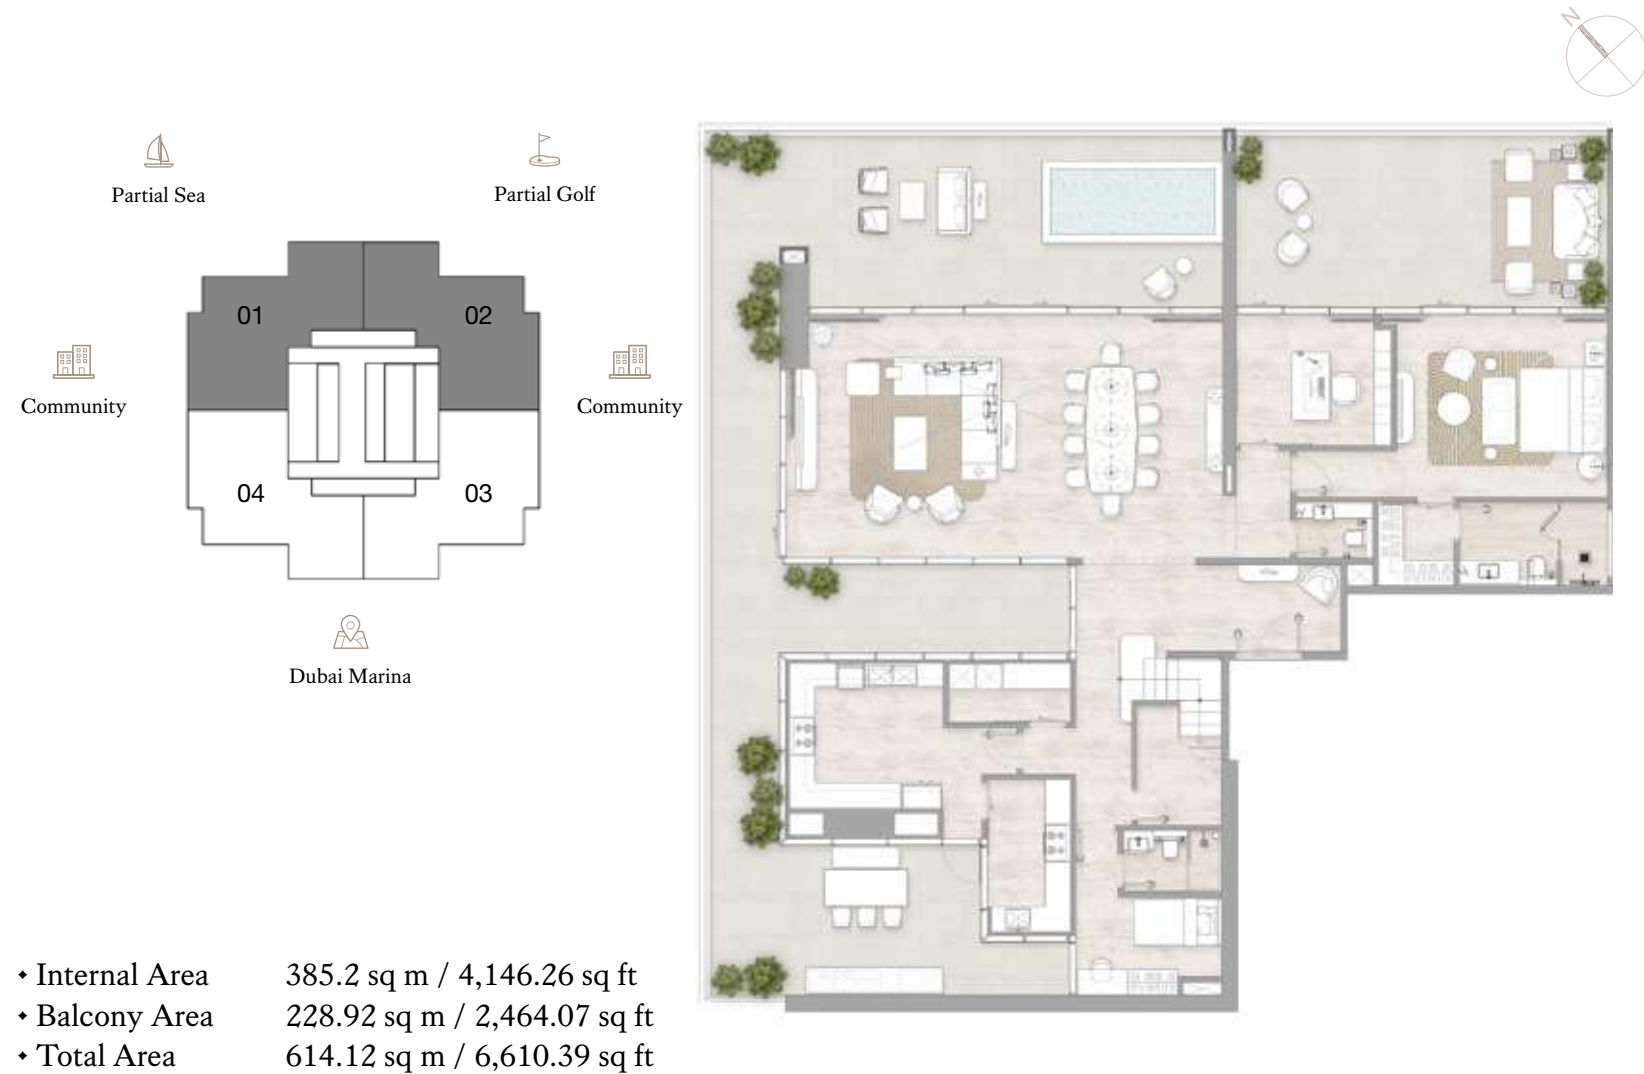 N
Partial Sea
Partial Golf
01
02
Community
Community
04
03
Dubai Marina
• Internal Area 385.2 sq m / 4,146.26 sq ft
• Balcony Area 228.92 sq m / 2,464.07 sq ft
• Total Area 614.12 sq m / 6,610.39 sq ft